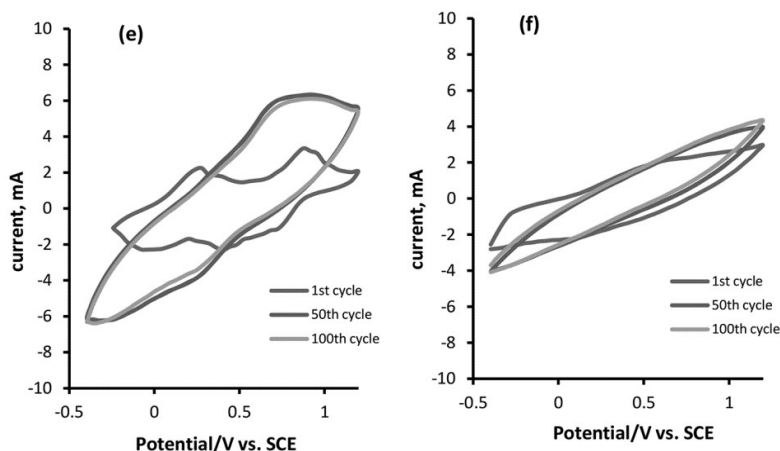 (e)
10
8
6
4
2
0
-2
-4
-6
-8
-10
current, mA
-0.5
0
0.5
1
Potential/V vs. SCE
1st cycle
50th cycle
100th cycle
(f)
10
8
6
4
2
0
-2
-4
-6
-8
-10
current, mA
-0.5
0
0.5
1
Potential/V vs. SCE
1st cycle
50th cycle
100th cycle